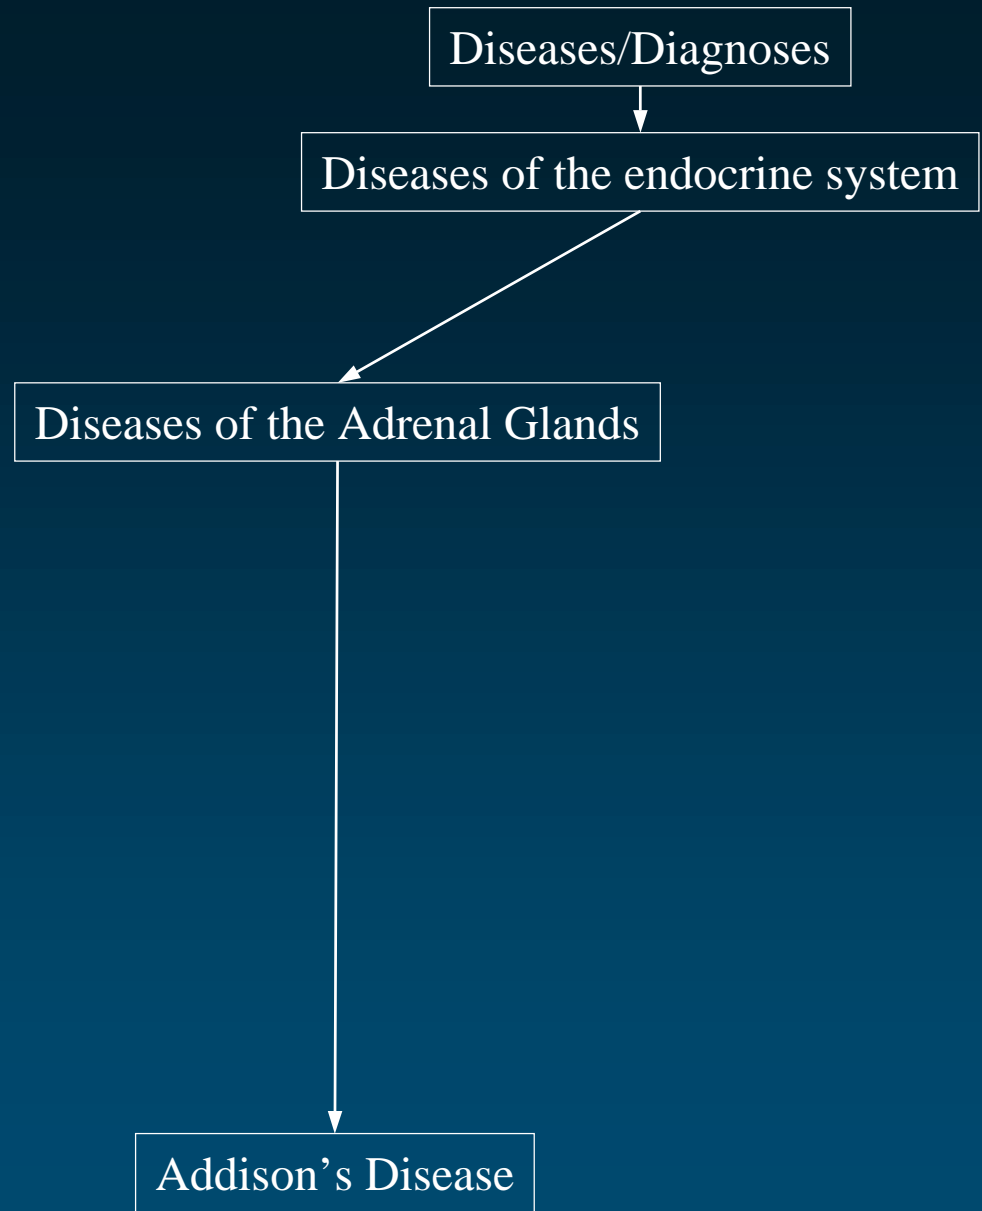 Diseases/Diagnoses
Diseases of the endocrine system
Diseases of the Adrenal Glands
Addison’s Disease